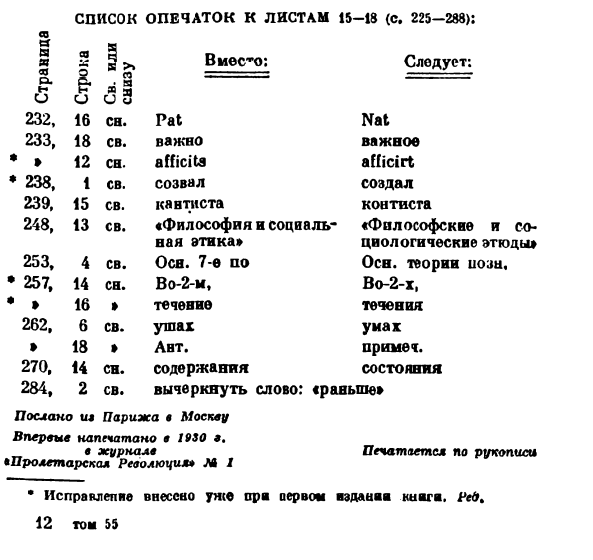 СПИСОК ОПЕЧАТОК К ЛИСТАМ 15—18 (с. 225—288):
Страница Строка Св. или снизу Вместо: Следует:
232, 16 сн. Pat Nat
233, 18 св. важно важное
* » 12 сн. afficits afficirt
* 238, 1 св. созвал создал
239, 15 св. кантиста контиста
248, 13 св. «Философия и социаль- «Философские и со-
ная этика» циологические этюды»
253, 4 св. Осн. 7-е по Осн. теории позн.
* 257, 14 сн. Во-2-м, Во-2-х,
* » 16 » течение течения
262, 6 св. ушах умах
» 18 » Ант. примеч.
270, 14 сн. содержания состояния
284, 2 св. вычеркнуть слово: «раньше»
Послано из Парижа в Москву
Впервые напечатано в 1930 г.
в журнале Печатается по рукописи
«Пролетарская Революция» № 1
* Исправление внесено уже при первом издании книги. Ред.
12 том 55